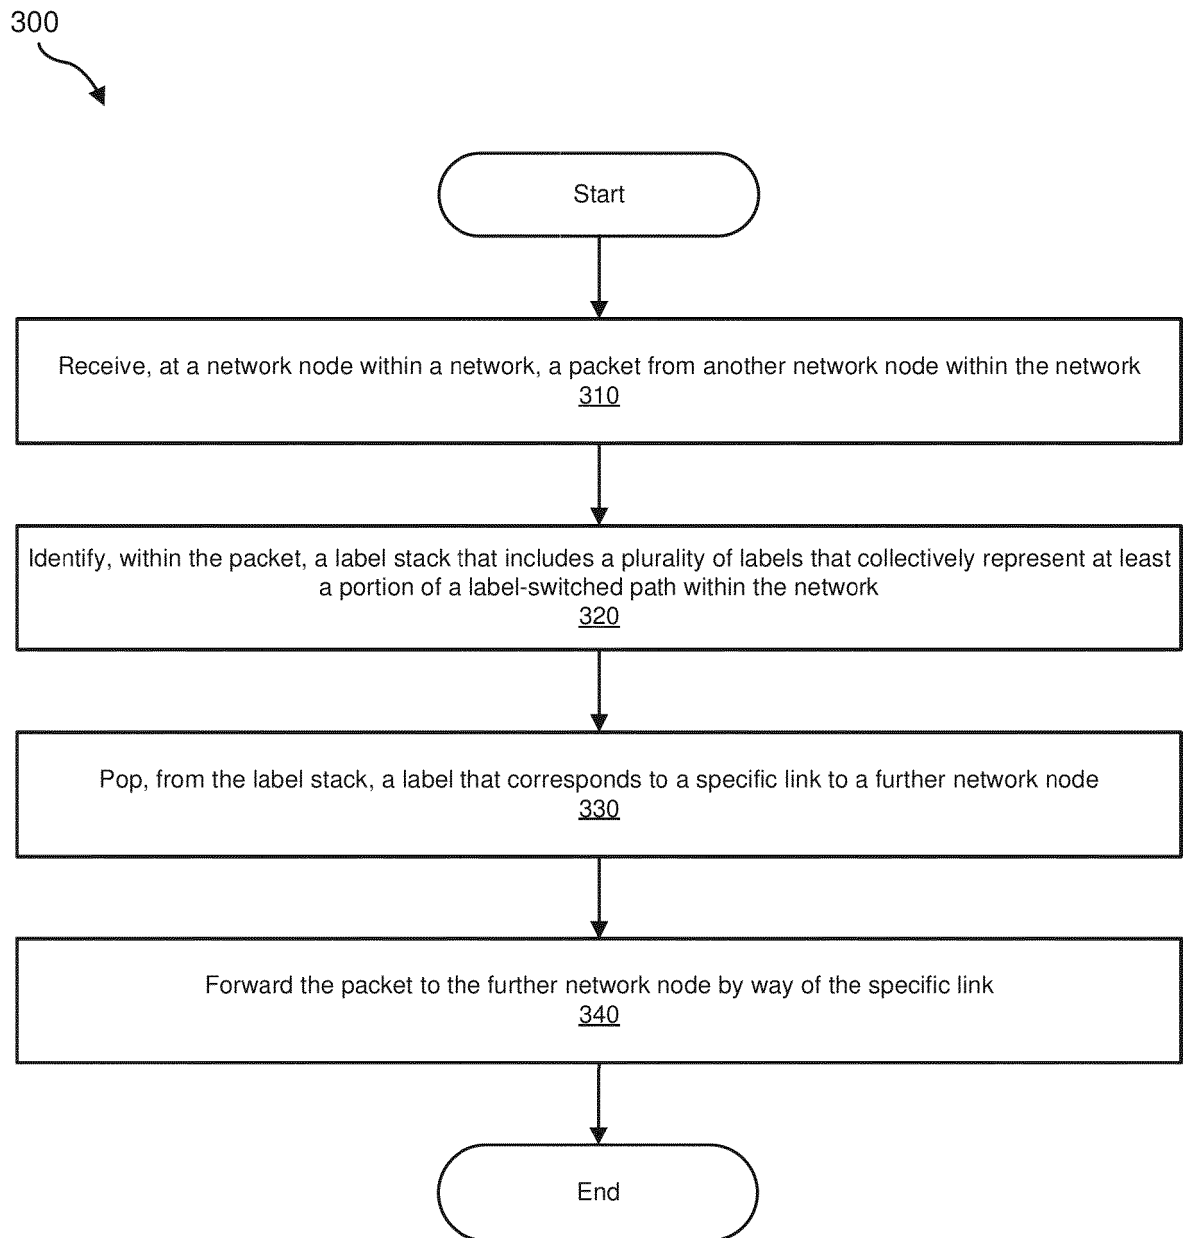 300
Start
Receive, at a network node within a network, a packet from another network node within the network
310
Identify, within the packet, a label stack that includes a plurality of labels that collectively represent at least
a portion of a label-switched path within the network
320
Pop, from the label stack, a label that corresponds to a specific link to a further network node
330
Forward the packet to the further network node by way of the specific link
340
End